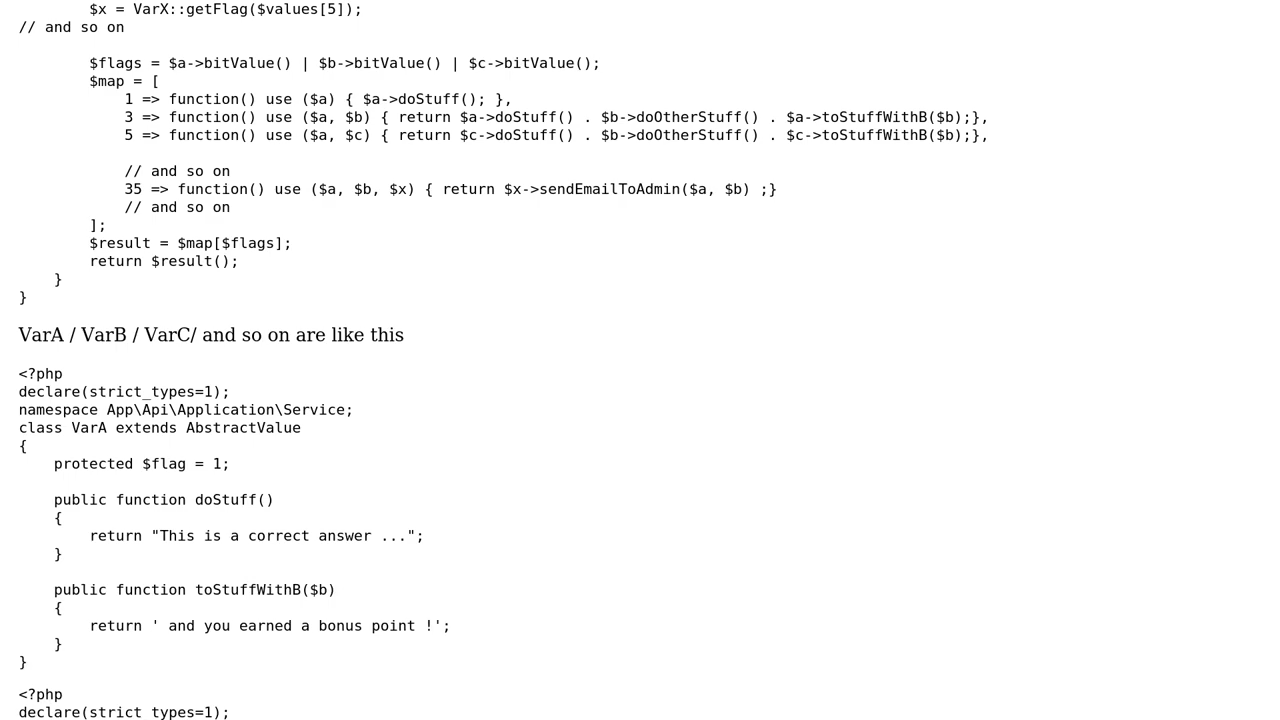 $x = VarX::getFlag($values[5]);
// and so on

        $flags = $a->bitValue() | $b->bitValue() | $c->bitValue();
        $map = [
            1 => function() use ($a) { $a->doStuff(); },
            3 => function() use ($a, $b) { return $a->doStuff() . $b->doOtherStuff() . $a->toStuffWithB($b);},
            5 => function() use ($a, $c) { return $c->doStuff() . $b->doOtherStuff() . $c->toStuffWithB($b);},

            // and so on
            35 => function() use ($a, $b, $x) { return $x->sendEmailToAdmin($a, $b) ;}
            // and so on
        ];
        $result = $map[$flags];
        return $result();
    }
}
VarA / VarB / VarC/ and so on are like this
<?php
declare(strict_types=1);
namespace App\Api\Application\Service;
class VarA extends AbstractValue
{
    protected $flag = 1;

    public function doStuff()
    {
        return "This is a correct answer ...";
    }

    public function toStuffWithB($b)
    {
        return ' and you earned a bonus point !';
    }
}
<?php
declare(strict_types=1);